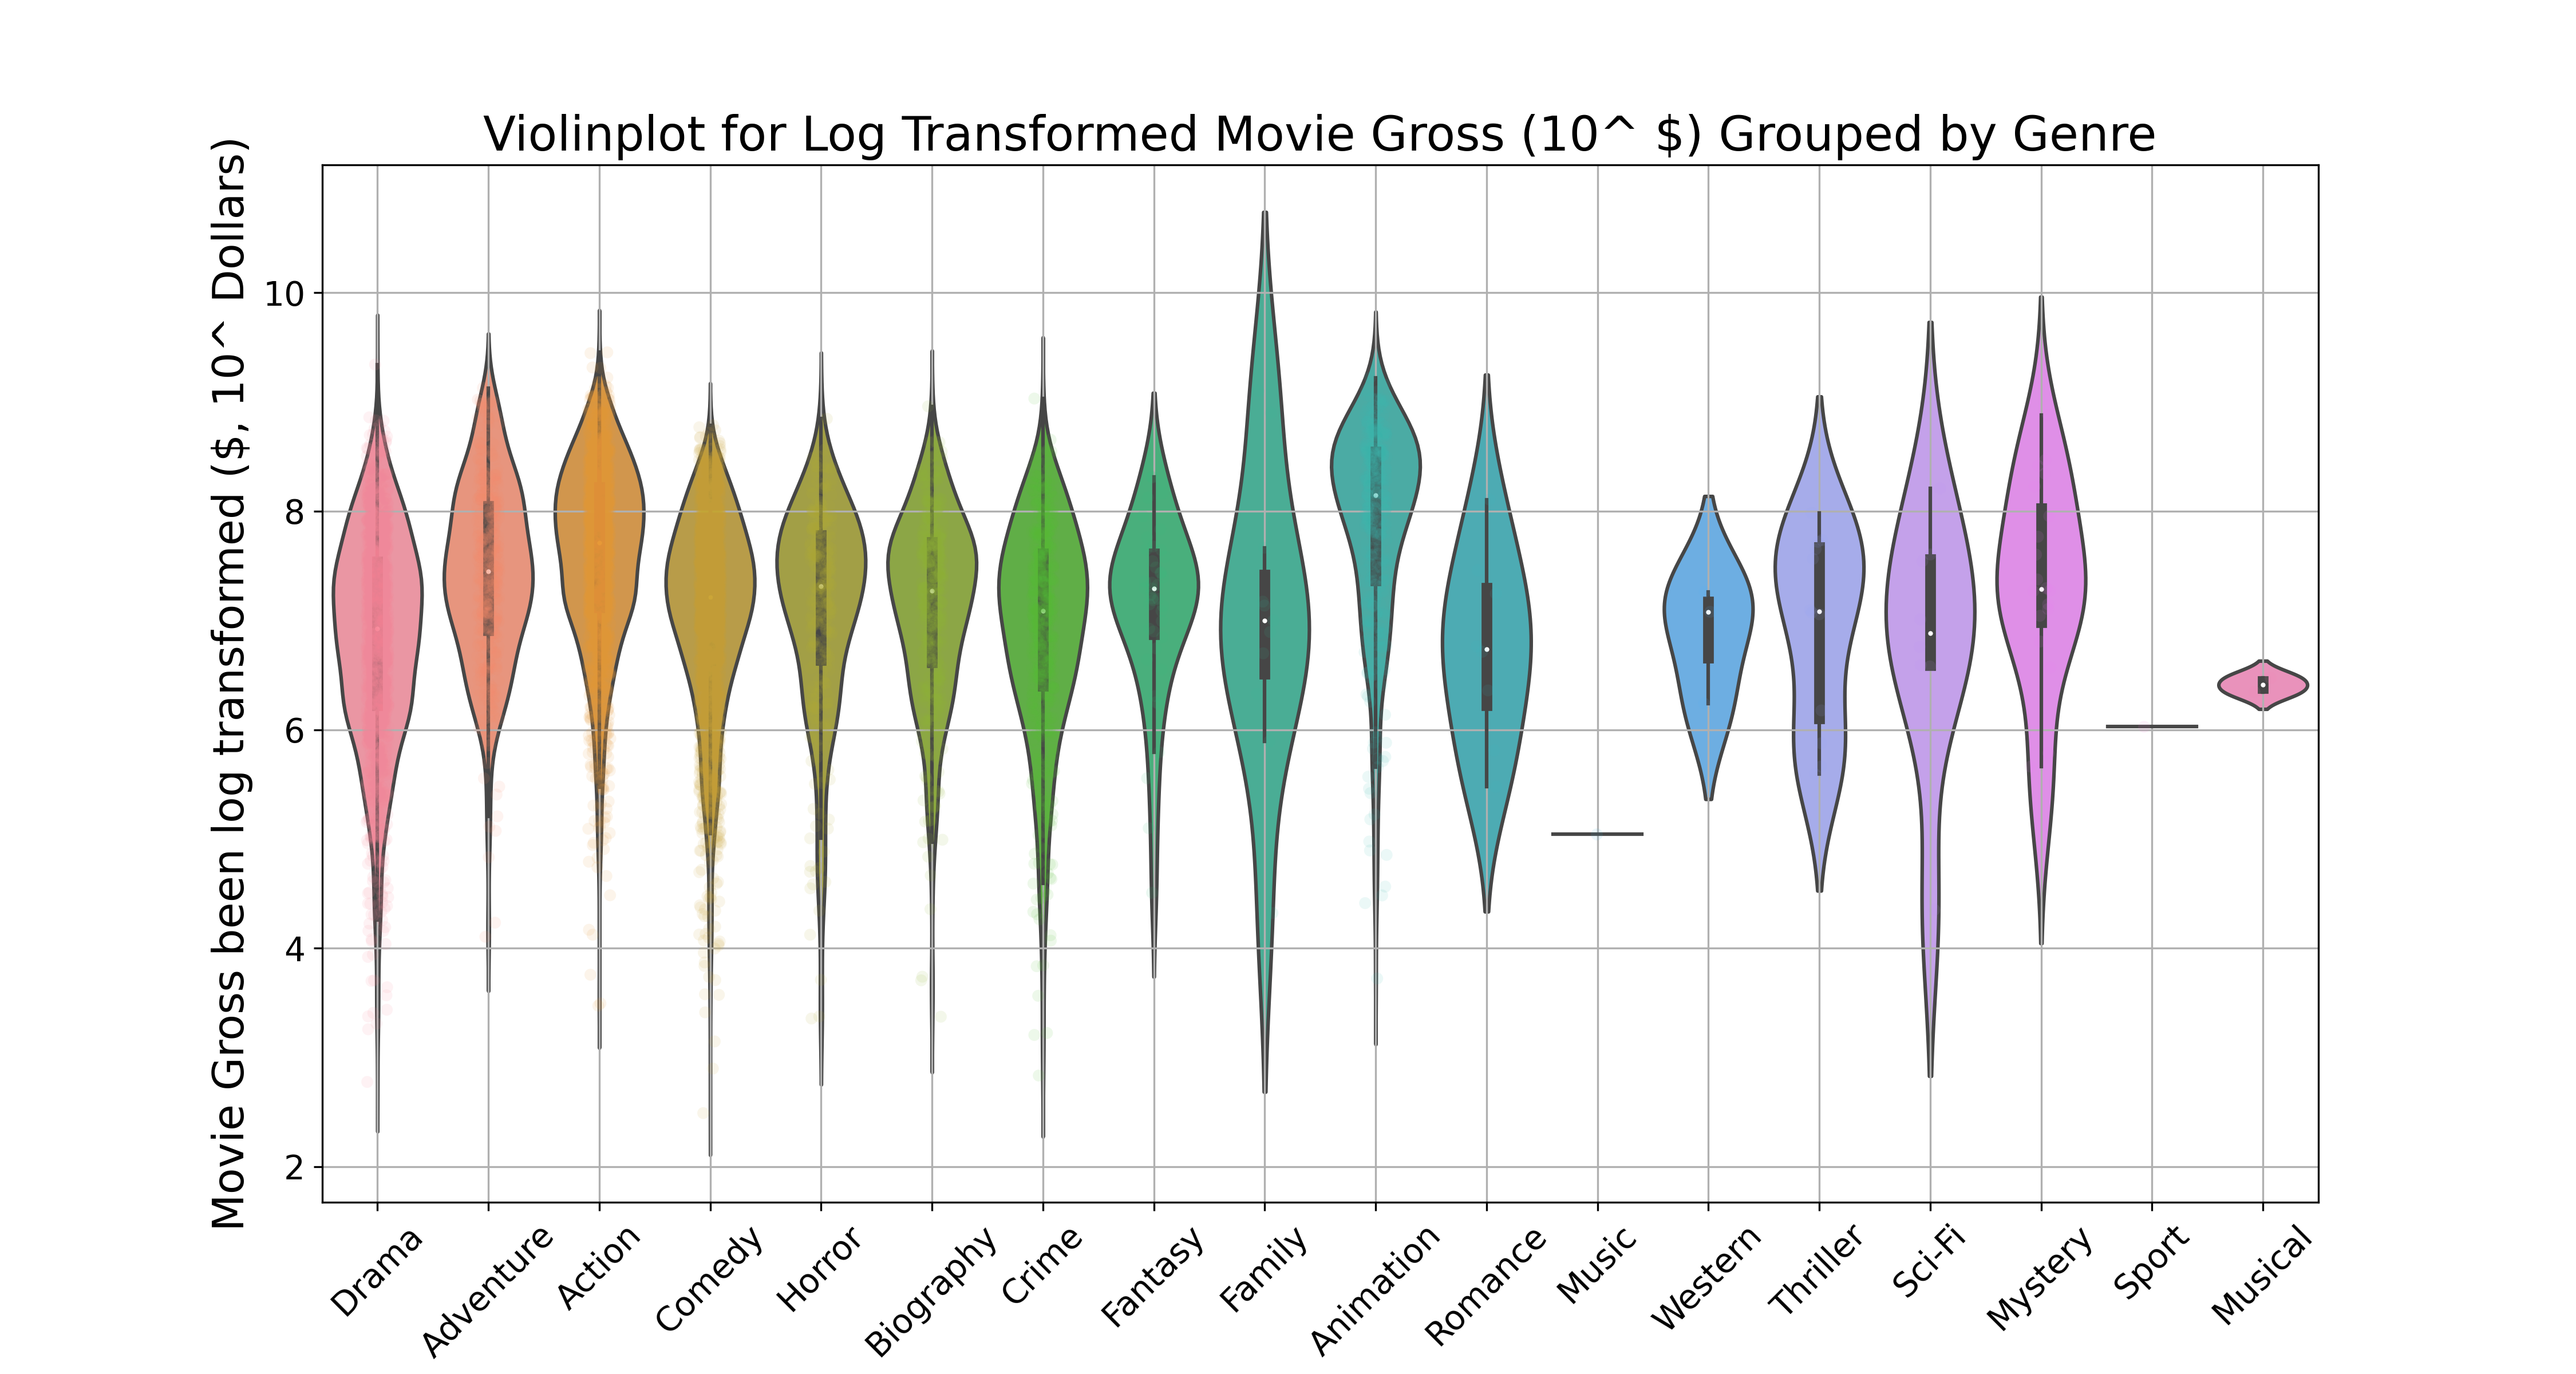 Violinplot for Log Transformed Movie Gross (10^ $) Grouped by Genre
Movie Gross been log transformed ($, 10^ Dollars)
10
8
6
4
2
Drama
Adventure
Action
Comedy
Horror
Biography
Crime
Fantasy
Family
Animation
Romance
Music
Western
Thriller
Sci-Fi
Mystery
Sport
Musical